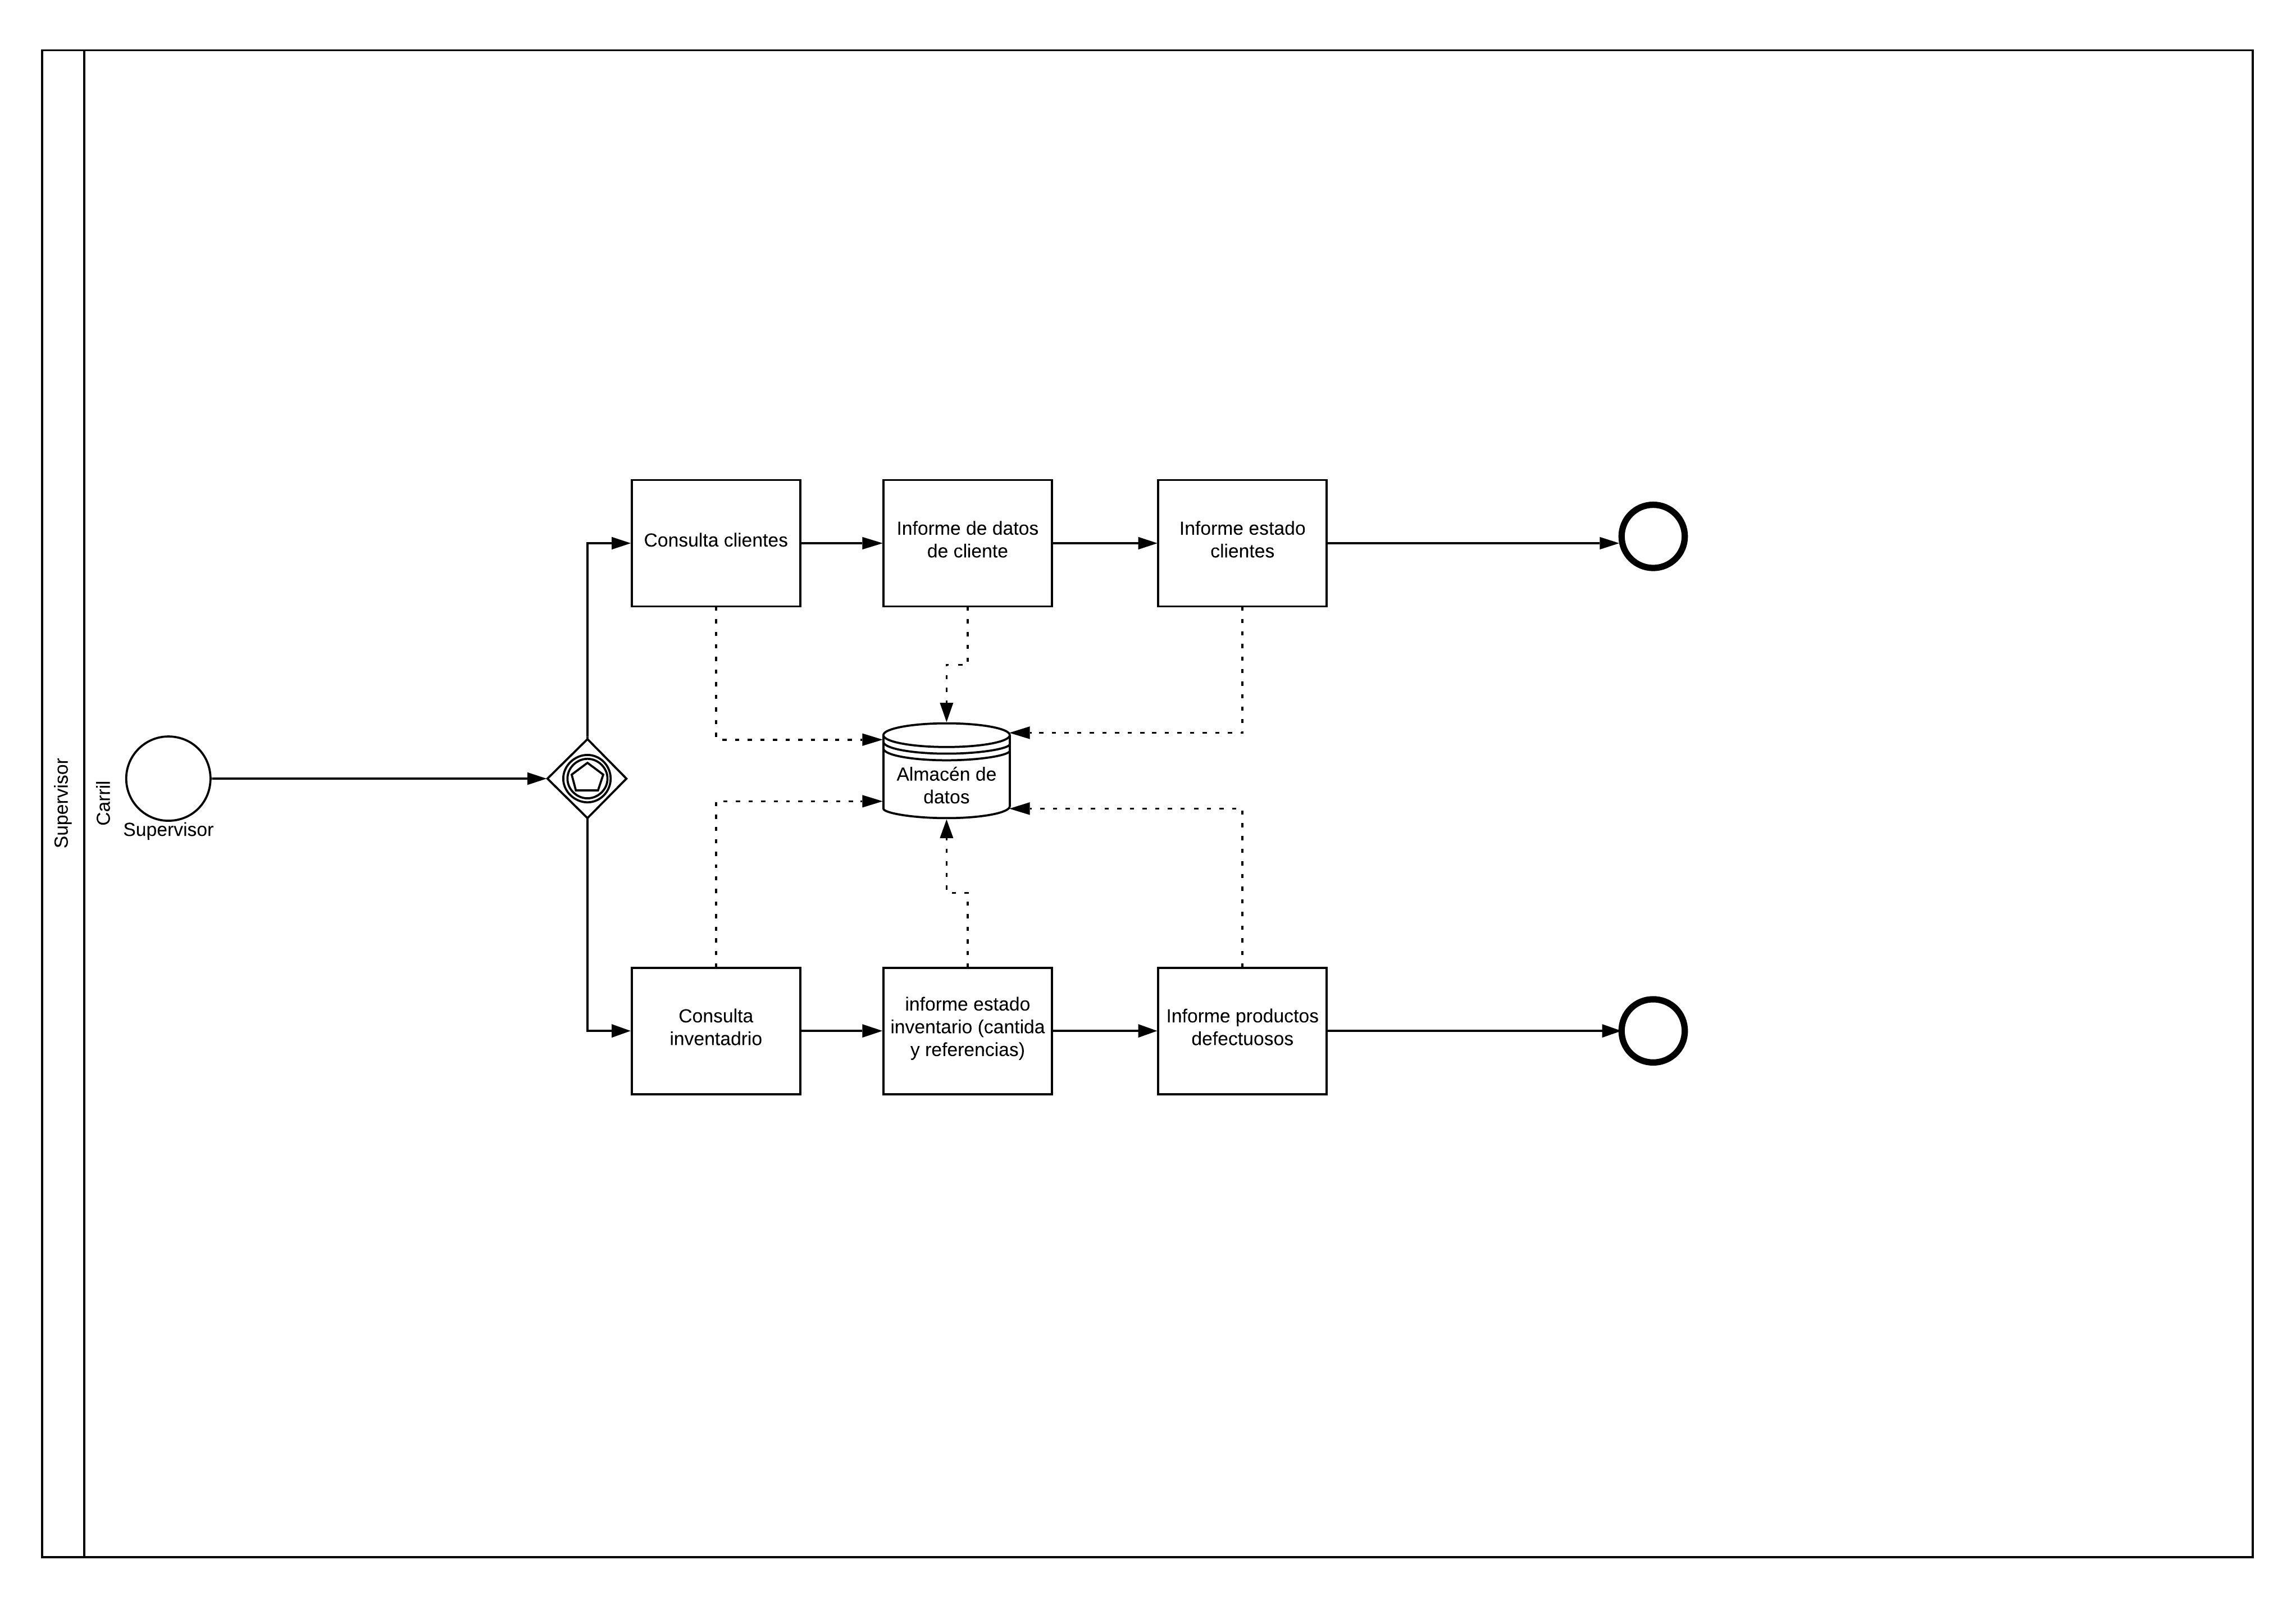 Supervisor
Carril
Supervisor
Consulta clientes
Informe de datos
de cliente
Informe estado
clientes
Almacén de
datos
Consulta
inventadrio
informe estado
inventario (cantida
y referencias)
Informe productos
defectuosos